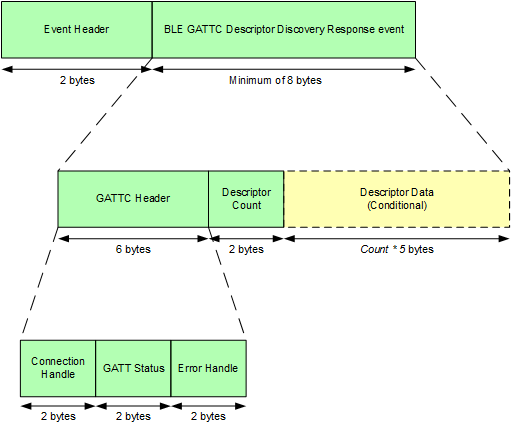 Event Header
BLE GATTC Descriptor Discovery Response event
2 bytes
Minimum of 8 bytes
GATTC Header
Descriptor
Count
Descriptor Data
(Conditional)
6 bytes
2 bytes
Count * 5 bytes
Connection
Handle
GATT Status
Error Handle
2 bytes
2 bytes
2 bytes